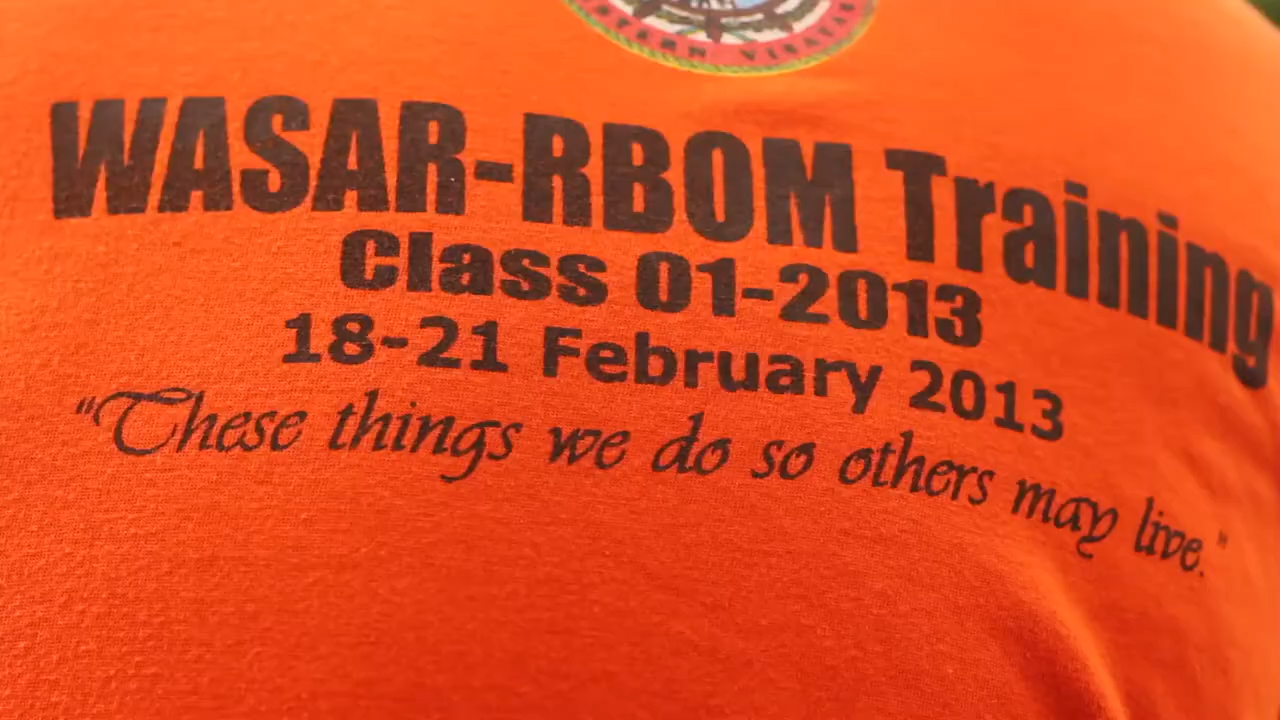 WASAR-RBOM Training
Class 01-2013
18-21 February 2013
"These things we do so others may live."